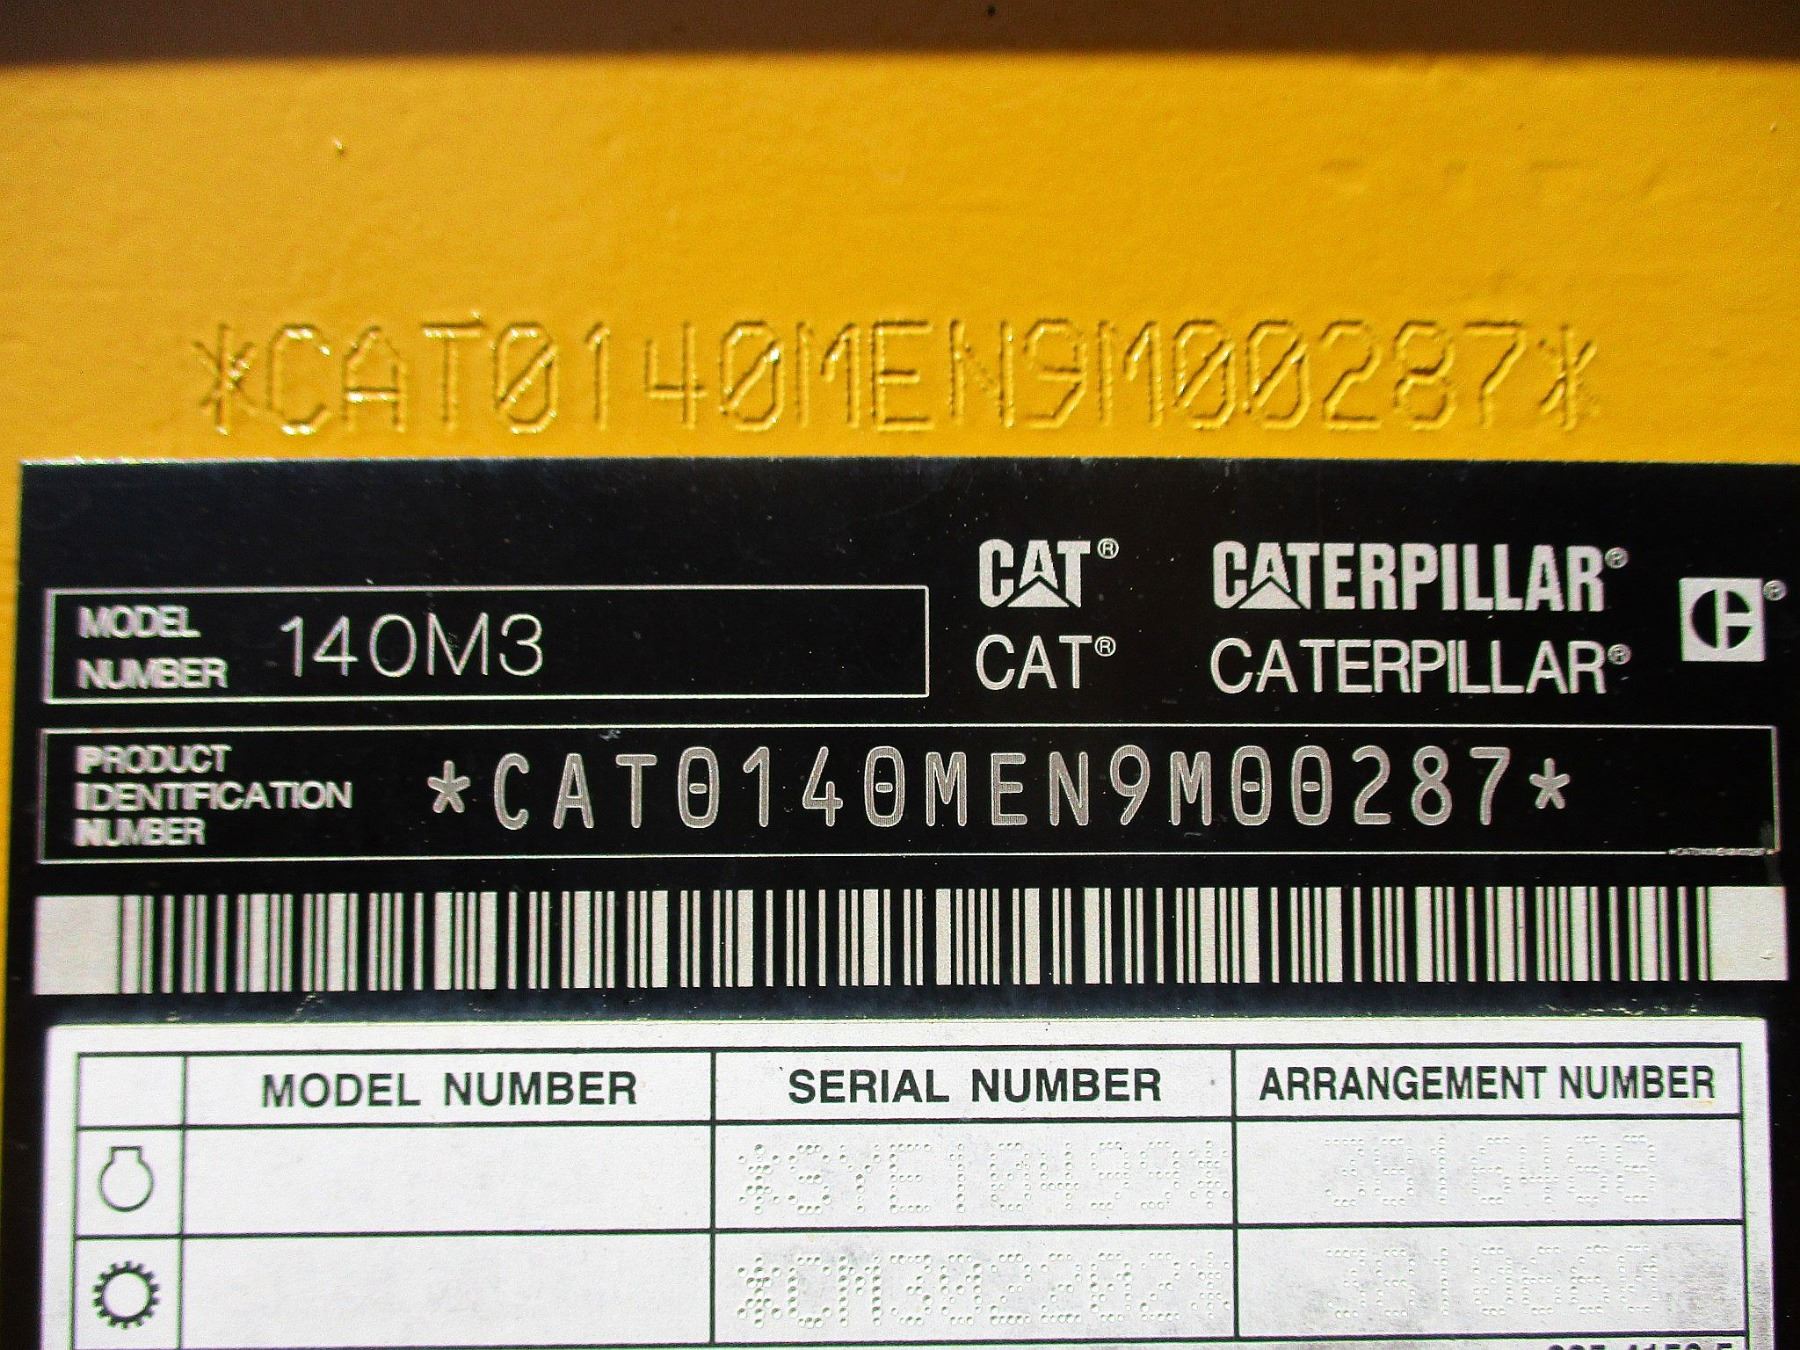 *CAT0140MEN9M00287*
CAT® CATERPILLAR®
MODEL NUMBER 140M3
CAT® CATERPILLAR®
PRODUCT IDENTIFICATION NUMBER *CAT0140MEN9M00287*
MODEL NUMBER SERIAL NUMBER ARRANGEMENT NUMBER